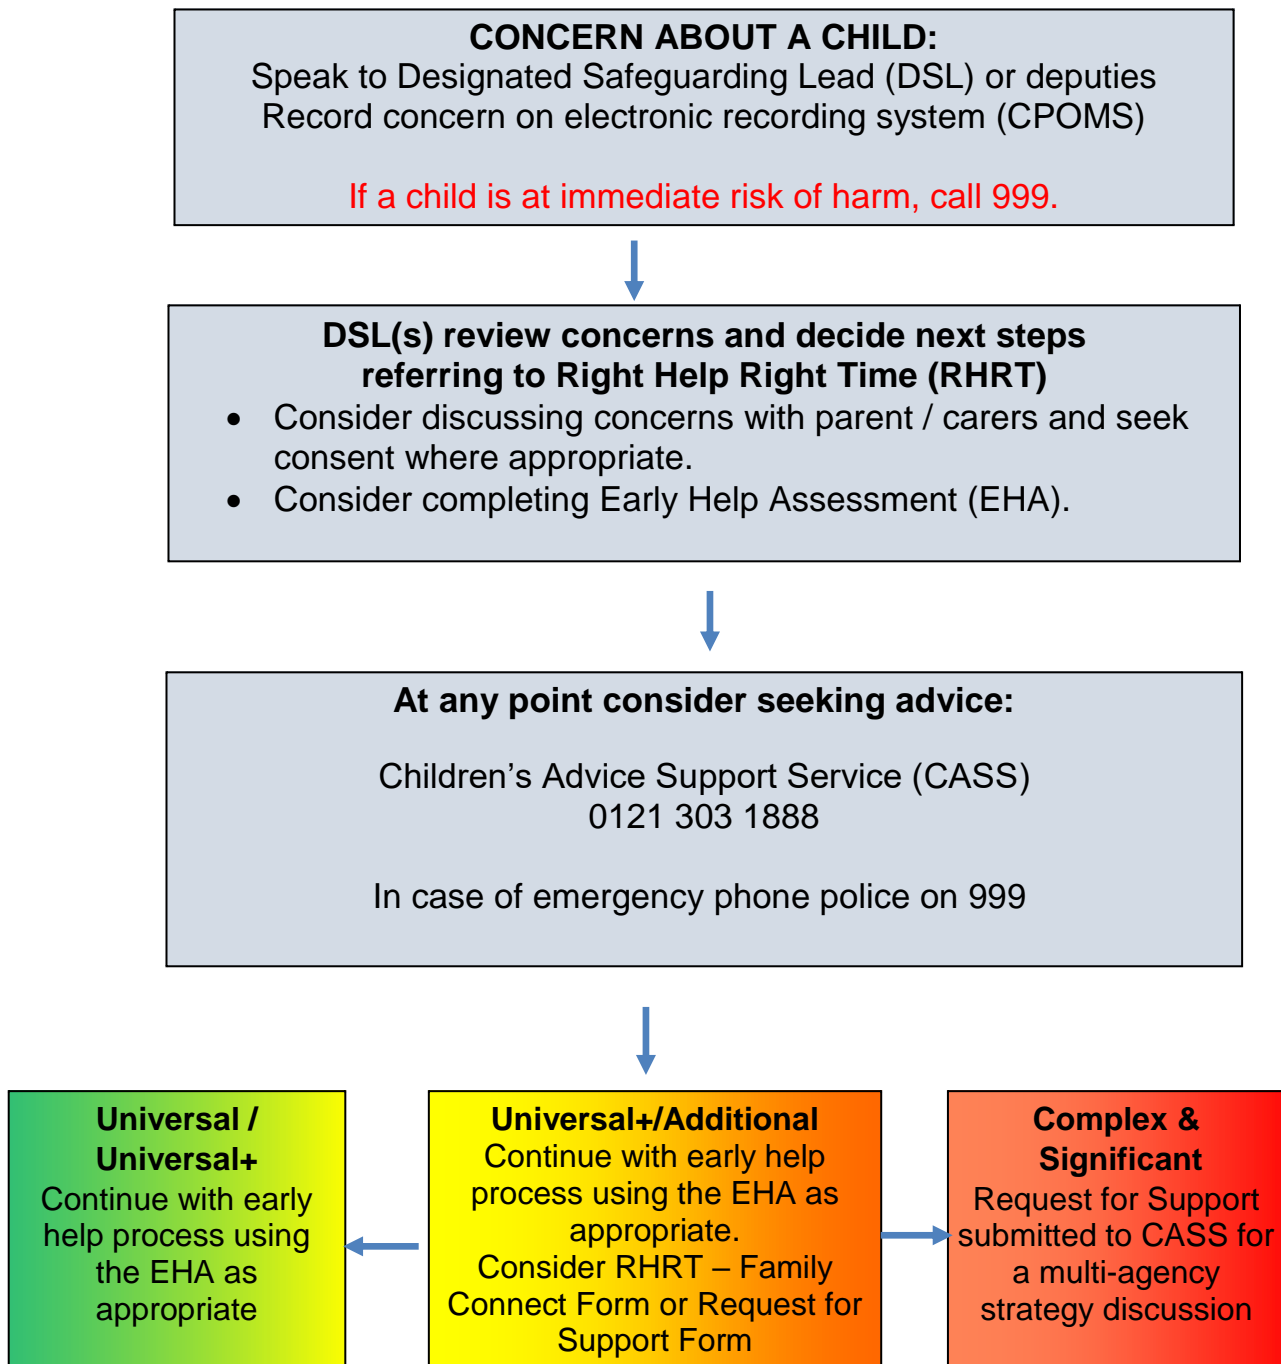 CONCERN ABOUT A CHILD:
Speak to Designated Safeguarding Lead (DSL) or deputies
Record concern on electronic recording system (CPOMS)
If a child is at immediate risk of harm, call 999.
DSL(s) review concerns and decide next steps
referring to Right Help Right Time (RHRT)
• Consider discussing concerns with parent / carers and seek
consent where appropriate.
• Consider completing Early Help Assessment (EHA).
At any point consider seeking advice:
Children’s Advice Support Service (CASS)
0121 303 1888
In case of emergency phone police on 999
Universal /
Universal+
Continue with early
help process using
the EHA as
appropriate
Universal+/Additional
Continue with early help
process using the EHA as
appropriate.
Consider RHRT – Family
Connect Form or Request for
Support Form
Complex &
Significant
Request for Support
submitted to CASS for
a multi-agency
strategy discussion